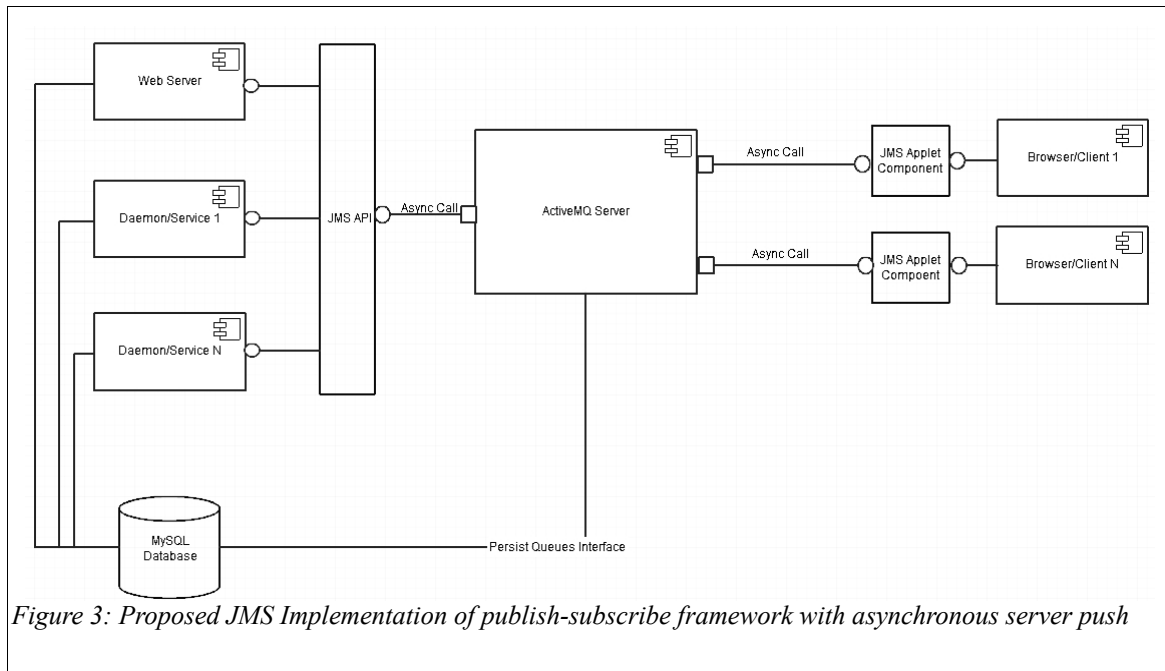 Web Server
Daemon/Service 1
Daemon/Service N
JMS API
Async Call
ActiveMQ Server
Async Call
JMS Applet
Component
Browser/Client 1
Async Call
JMS Applet
Compoent
Browser/Client N
MySQL
Database
Persist Queues Interface
Figure 3: Proposed JMS Implementation of publish-subscribe framework with asynchronous server push